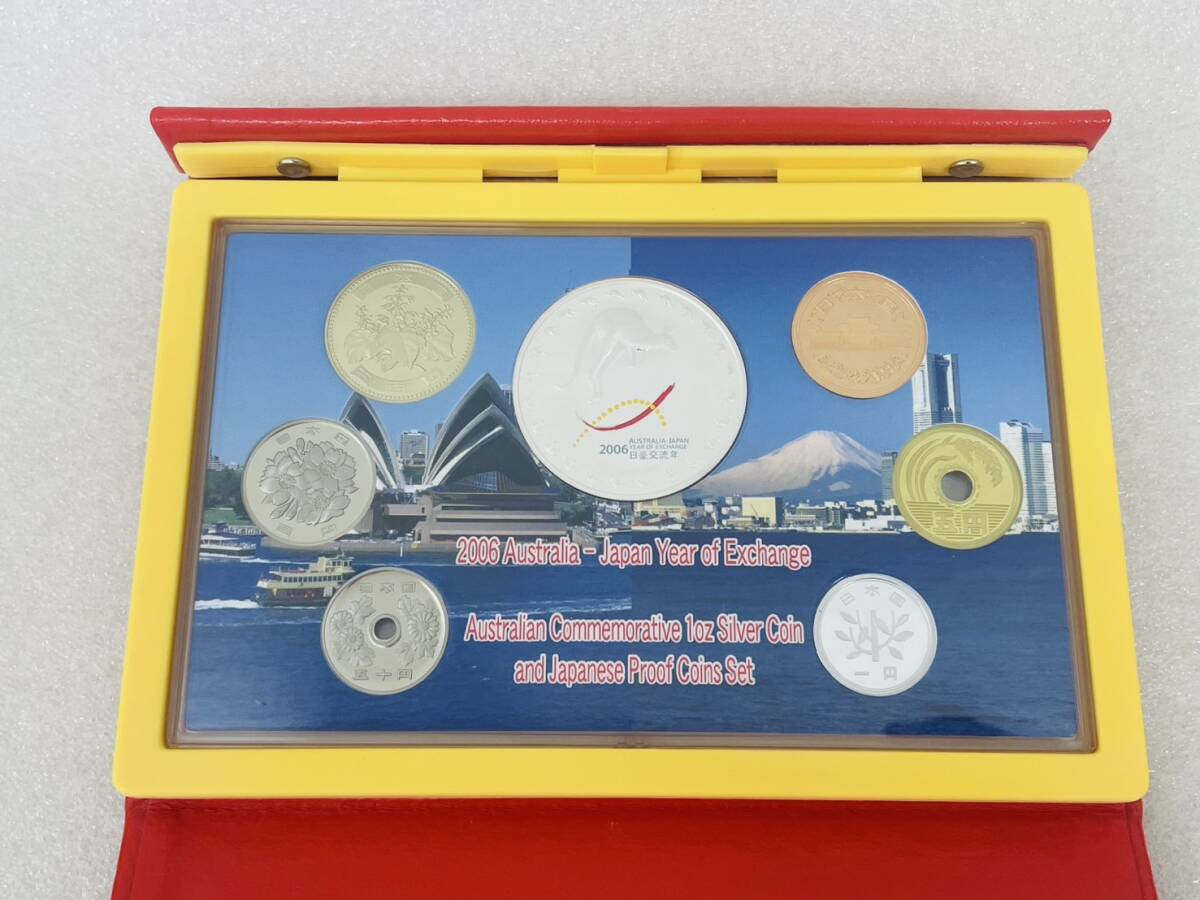 2006
AUSTRALIA-JAPAN
YEAR OF EXCHANGE
日豪交流年
日本国
百円
五円
2006 Australia - Japan Year of Exchange
日本国
五十円
Australian Commemorative 1oz Silver Coin
and Japanese Proof Coins Set
日本国
一円